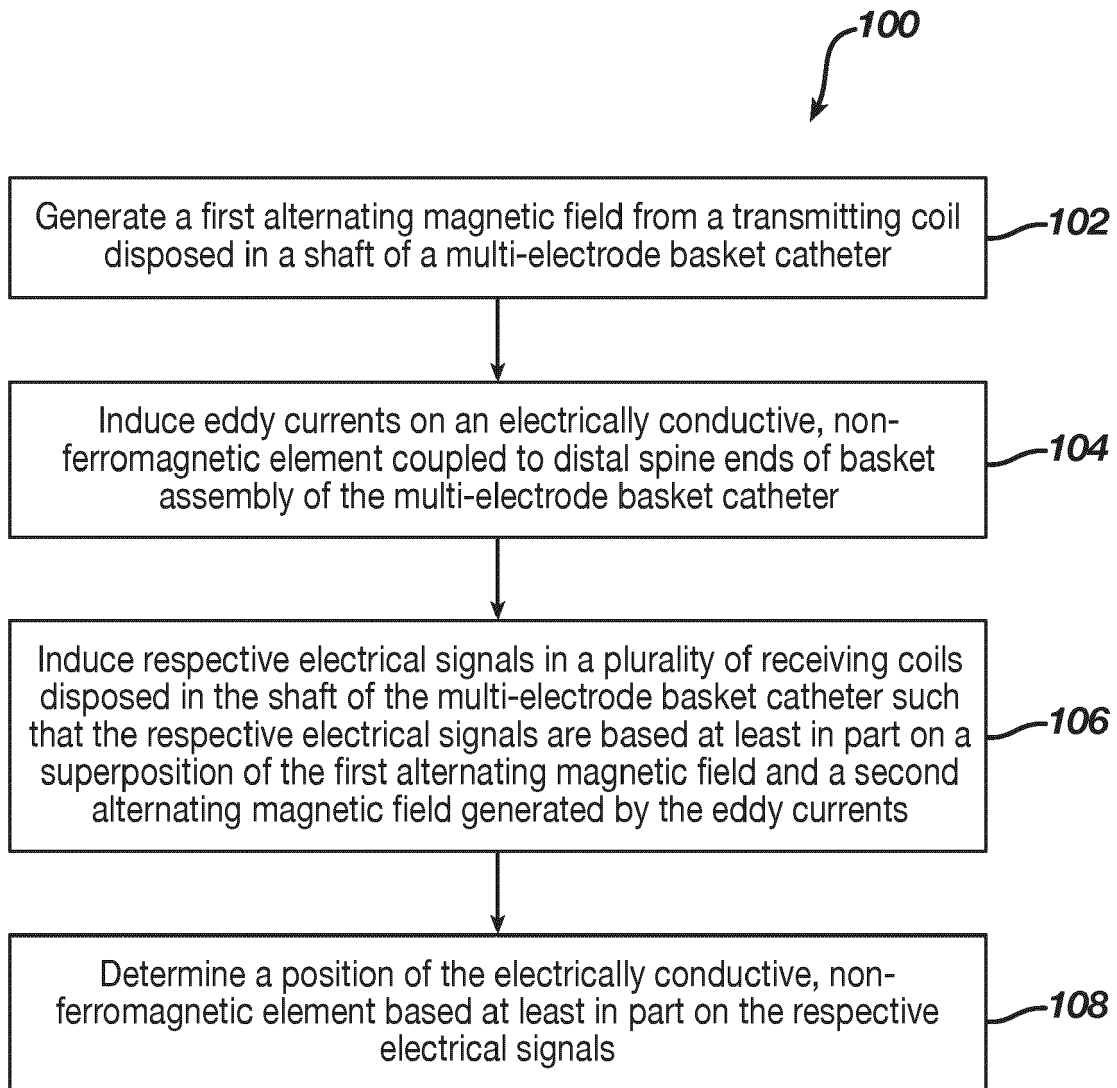 100
Generate a first alternating magnetic field from a transmitting coil
disposed in a shaft of a multi-electrode basket catheter
102
Induce eddy currents on an electrically conductive, non-
ferromagnetic element coupled to distal spine ends of basket
assembly of the multi-electrode basket catheter
104
Induce respective electrical signals in a plurality of receiving coils
disposed in the shaft of the multi-electrode basket catheter such
that the respective electrical signals are based at least in part on a
superposition of the first alternating magnetic field and a second
alternating magnetic field generated by the eddy currents
106
Determine a position of the electrically conductive, non-
ferromagnetic element based at least in part on the respective
electrical signals
108